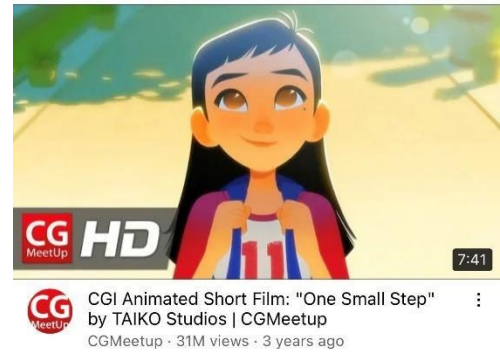 11
CG HD
MeetUp
7:41
CG
MeetUp
CGI Animated Short Film: "One Small Step"
by TAIKO Studios | CGMeetup
CGMeetup · 31M views · 3 years ago